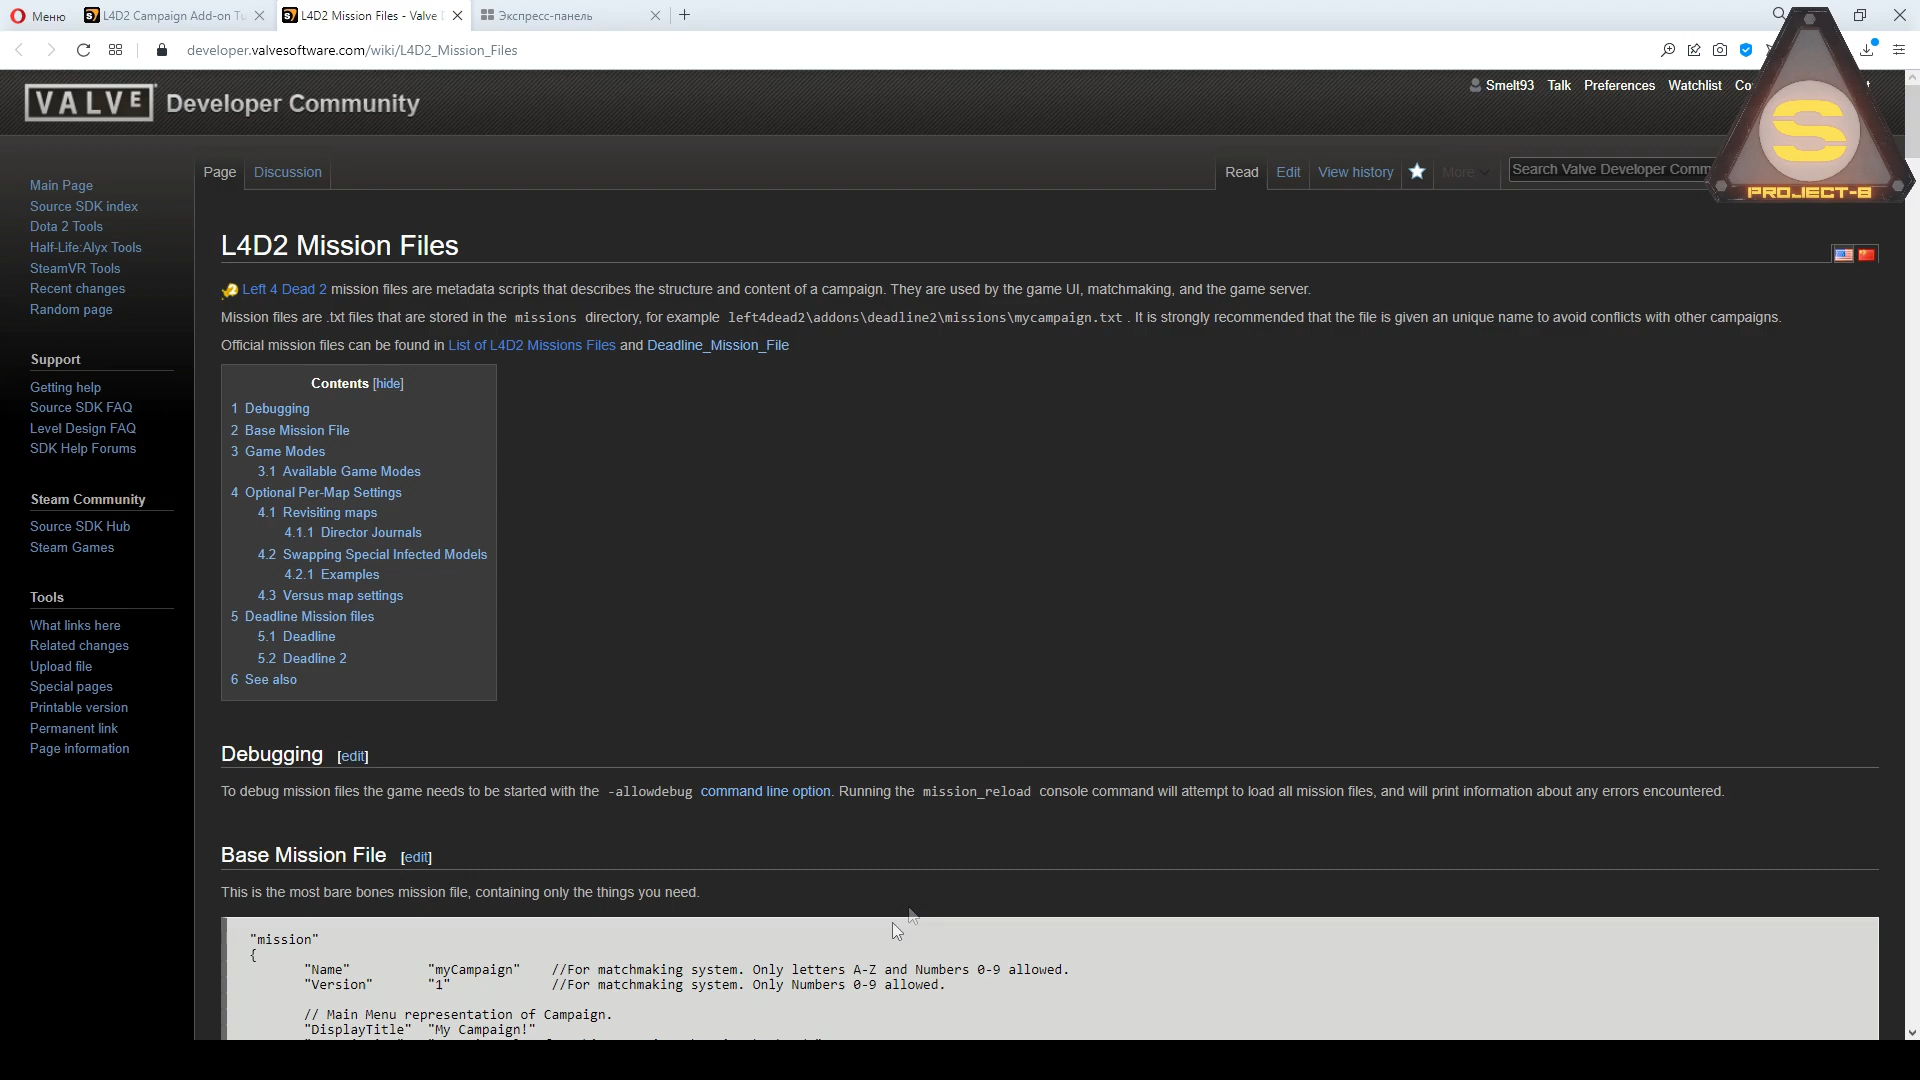 Меню
L4D2 Campaign Add-on Tu
L4D2 Mission Files - Valve
Экспресс-панель
developer.valvesoftware.com/wiki/L4D2_Mission_Files
VALVE Developer Community
Smelt93 Talk Preferences Watchlist
S
PROJECT-8
Page Discussion
Read Edit View history More
Search Valve Developer Comm
Main Page
Source SDK index
Dota 2 Tools
Half-Life:Alyx Tools
SteamVR Tools
Recent changes
Random page
Support
Getting help
Source SDK FAQ
Level Design FAQ
SDK Help Forums
Steam Community
Source SDK Hub
Steam Games
Tools
What links here
Related changes
Upload file
Special pages
Printable version
Permanent link
Page information
L4D2 Mission Files
Left 4 Dead 2 mission files are metadata scripts that describes the structure and content of a campaign. They are used by the game UI, matchmaking, and the game server.
Mission files are .txt files that are stored in the missions directory, for example left4dead2\addons\deadline2\missions\mycampaign.txt . It is strongly recommended that the file is given an unique name to avoid conflicts with other campaigns.
Official mission files can be found in List of L4D2 Missions Files and Deadline_Mission_File
Contents [hide]
1 Debugging
2 Base Mission File
3 Game Modes
3.1 Available Game Modes
4 Optional Per-Map Settings
4.1 Revisiting maps
4.1.1 Director Journals
4.2 Swapping Special Infected Models
4.2.1 Examples
4.3 Versus map settings
5 Deadline Mission files
5.1 Deadline
5.2 Deadline 2
6 See also
Debugging [edit]
To debug mission files the game needs to be started with the -allowdebug command line option. Running the mission_reload console command will attempt to load all mission files, and will print information about any errors encountered.
Base Mission File [edit]
This is the most bare bones mission file, containing only the things you need.
"mission"
{
"Name" "myCampaign" //For matchmaking system. Only letters A-Z and Numbers 0-9 allowed.
"Version" "1" //For matchmaking system. Only Numbers 0-9 allowed.
// Main Menu representation of Campaign.
"DisplayTitle" "My Campaign!"